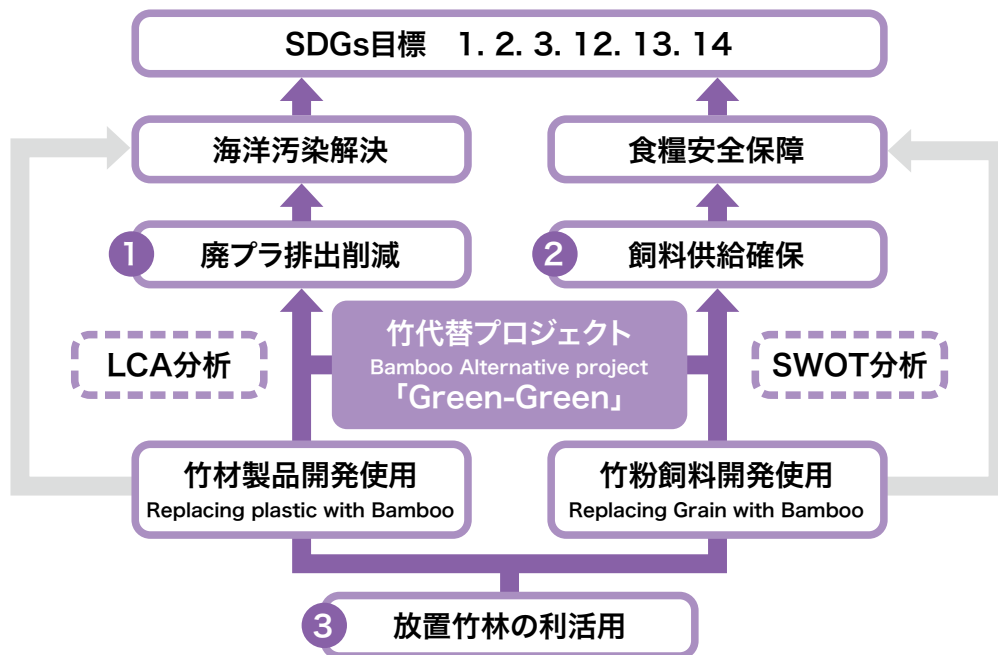 SDGs目標　1. 2. 3. 12. 13. 14
海洋汚染解決
食糧安全保障
1 廃プラ排出削減
2 飼料供給確保
竹代替プロジェクト
Bamboo Alternative project
「Green-Green」
LCA分析
SWOT分析
竹材製品開発使用
Replacing plastic with Bamboo
竹粉飼料開発使用
Replacing Grain with Bamboo
3 放置竹林の利活用